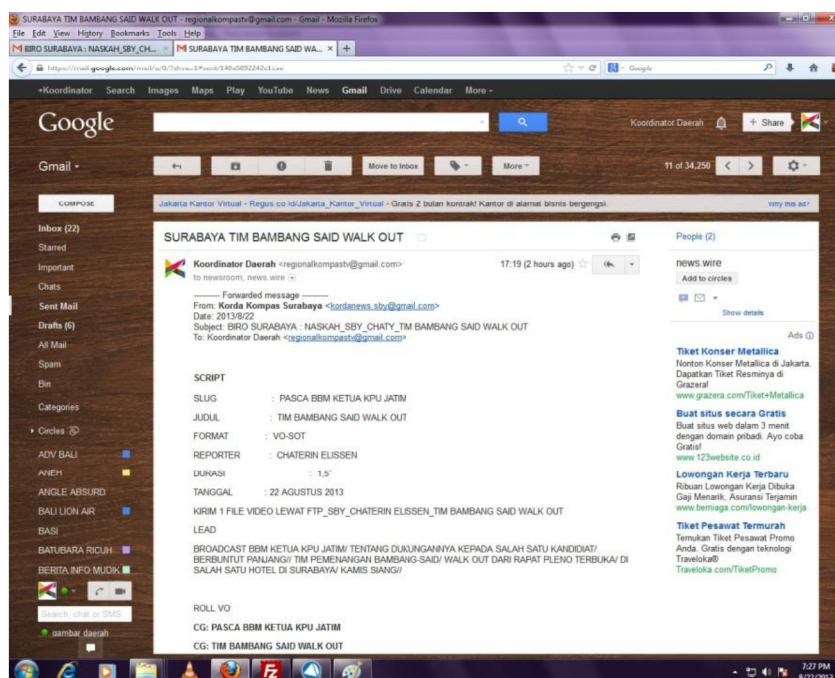 SURABAYA TIM BAMBANG SAID WALK OUT - regionalkompastv@gmail.com - Gmail - Mozilla Firefox
File Edit View History Bookmarks Tools Help
BIRO SURABAYA : NASKAH_SBY_CH... × SURABAYA TIM BAMBANG SAID WA... × +
Google
+Koordinator Search Images Maps Play YouTube News Gmail Drive Calendar More
Google Koordinator Daerah + Share
Gmail Move to Inbox More 11 of 34,250
COMPOSE
Jakarta Kantor Virtual - Regus.co.id/Jakarta_Kantor_Virtual - Gratis 2 bulan kontrak! Kantor di alamat bisnis bergengsi. Why this ad?
Inbox (22)
Starred
Important
Chats
Sent Mail
Drafts (6)
All Mail
Spam
Bin
Categories
Circles
ADV BALI
ANEH
ANGLE ABSURD
BALI LION AIR
BASI
BATUBARA RICUH
BERITA INFO MUDIK
Search, chat or SMS
gambar daerah
SURABAYA TIM BAMBANG SAID WALK OUT
Koordinator Daerah <regionalkompastv@gmail.com> 17:19 (2 hours ago)
to newsroom, news.wire
---------- Forwarded message ----------
From: Korda Kompas Surabaya <kordanews.sby@gmail.com>
Date: 2013/8/22
Subject: BIRO SURABAYA : NASKAH_SBY_CHATY_TIM BAMBANG SAID WALK OUT
To: Koordinator Daerah <regionalkompastv@gmail.com>
SCRIPT
SLUG : PASCA BBM KETUA KPU JATIM
JUDUL : TIM BAMBANG SAID WALK OUT
FORMAT : VO-SOT
REPORTER : CHATERIN ELISSEN
DURASI : 1,5"
TANGGAL : 22 AGUSTUS 2013
KIRIM 1 FILE VIDEO LEWAT FTP_SBY_CHATERIN ELISSEN_TIM BAMBANG SAID WALK OUT
LEAD
BROADCAST BBM KETUA KPU JATIM/ TENTANG DUKUNGANNYA KEPADA SALAH SATU KANDIDIAT/
BERBUNTUT PANJANG// TIM PEMENANGAN BAMBANG-SAID/ WALK OUT DARI RAPAT PLENO TERBUKA/ DI
SALAH SATU HOTEL DI SURABAYA/ KAMIS SIANG//
ROLL VO
CG: PASCA BBM KETUA KPU JATIM
CG: TIM BAMBANG SAID WALK OUT
People (2)
news.wire
Add to circles
Show details
Ads
Tiket Konser Metallica
Nonton Konser Metallica di Jakarta.
Dapatkan Tiket Resminya di
Grazera!
www.grazera.com/Tiket+Metallica
Buat situs secara Gratis
Buat situs web dalam 3 menit
dengan domain pribadi. Ayo coba
Gratis!
www.123website.co.id
Lowongan Kerja Terbaru
Ribuan Lowongan Kerja Dibuka
Gaji Menarik, Asuransi Terjamin
www.berniaga.com/lowongan-kerja
Tiket Pesawat Termurah
Temukan Tiket Pesawat Promo
Anda. Gratis dengan teknologi
Traveloka®
Traveloka.com/TiketPromo
7:27 PM
8/22/2013